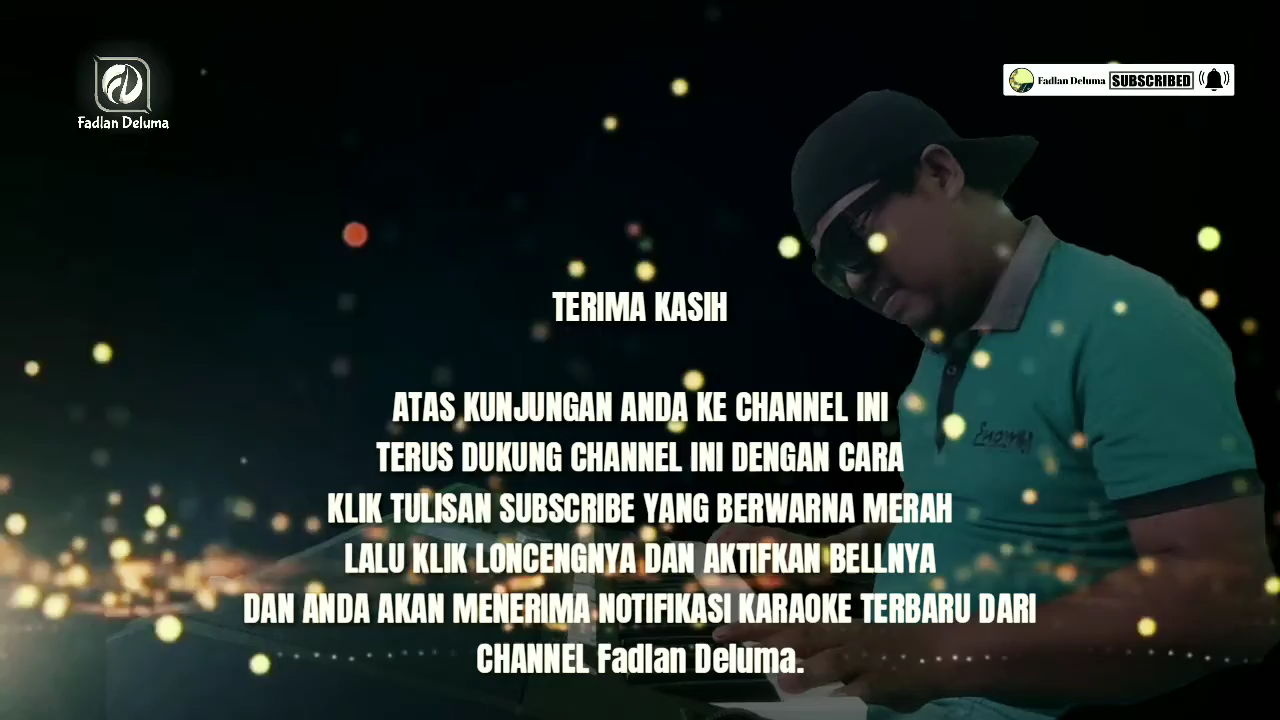 Fadlan Deluma
Fadlan Deluma SUBSCRIBED
TERIMA KASIH
ATAS KUNJUNGAN ANDA KE CHANNEL INI
TERUS DUKUNG CHANNEL INI DENGAN CARA
KLIK TULISAN SUBSCRIBE YANG BERWARNA MERAH
LALU KLIK LONCENGNYA DAN AKTIFKAN BELLNYA
DAN ANDA AKAN MENERIMA NOTIFIKASI KARAOKE TERBARU DARI
CHANNEL Fadlan Deluma.